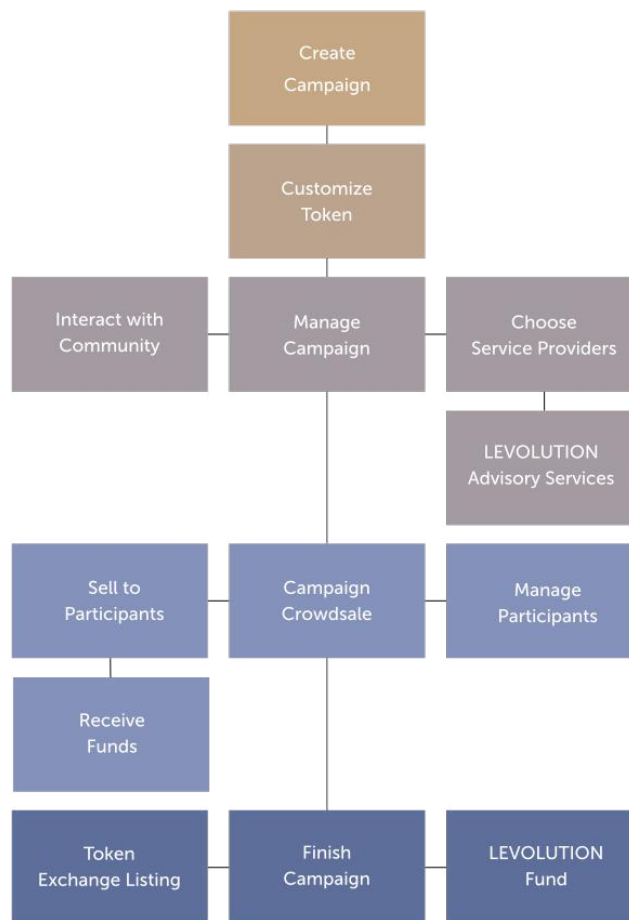 Create
Campaign
Customize
Token
Interact with
Community
Manage
Campaign
Choose
Service Providers
LEVOLUTION
Advisory Services
Sell to
Participants
Campaign
Crowdsale
Manage
Participants
Receive
Funds
Token
Exchange Listing
Finish
Campaign
LEVOLUTION
Fund